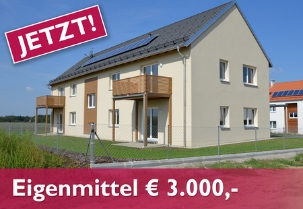 JETZT!
Eigenmittel € 3.000,-